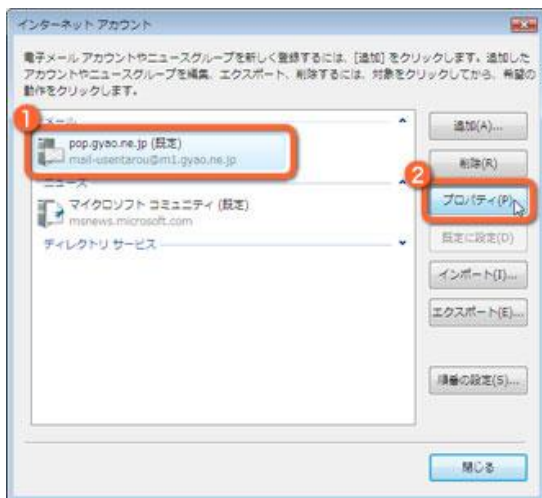 インターネット アカウント
電子メール アカウントやニュースグループを新しく登録するには、[追加] をクリックします。追加した
アカウントやニュースグループを編集、エクスポート、削除するには、対象をクリックしてから、希望の
動作をクリックします。
1
メール
pop.gyao.ne.jp (既定)
mail-usentarou@m1.gyao.ne.jp
ニュース
マイクロソフト コミュニティ (既定)
msnews.microsoft.com
ディレクトリ サービス
追加(A)...
削除(R)
2
プロパティ(P)
既定に設定(D)
インポート(I)...
エクスポート(E)...
順番の設定(S)...
閉じる